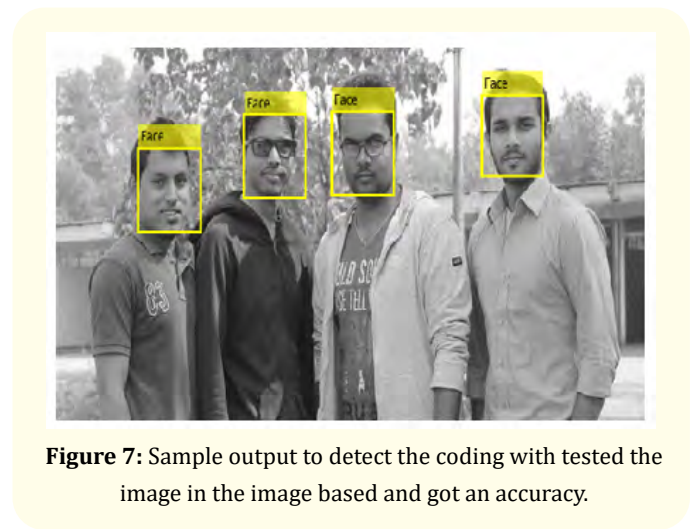 Face
Face
Face
Face
83
Figure 7: Sample output to detect the coding with tested the
image in the image based and got an accuracy.